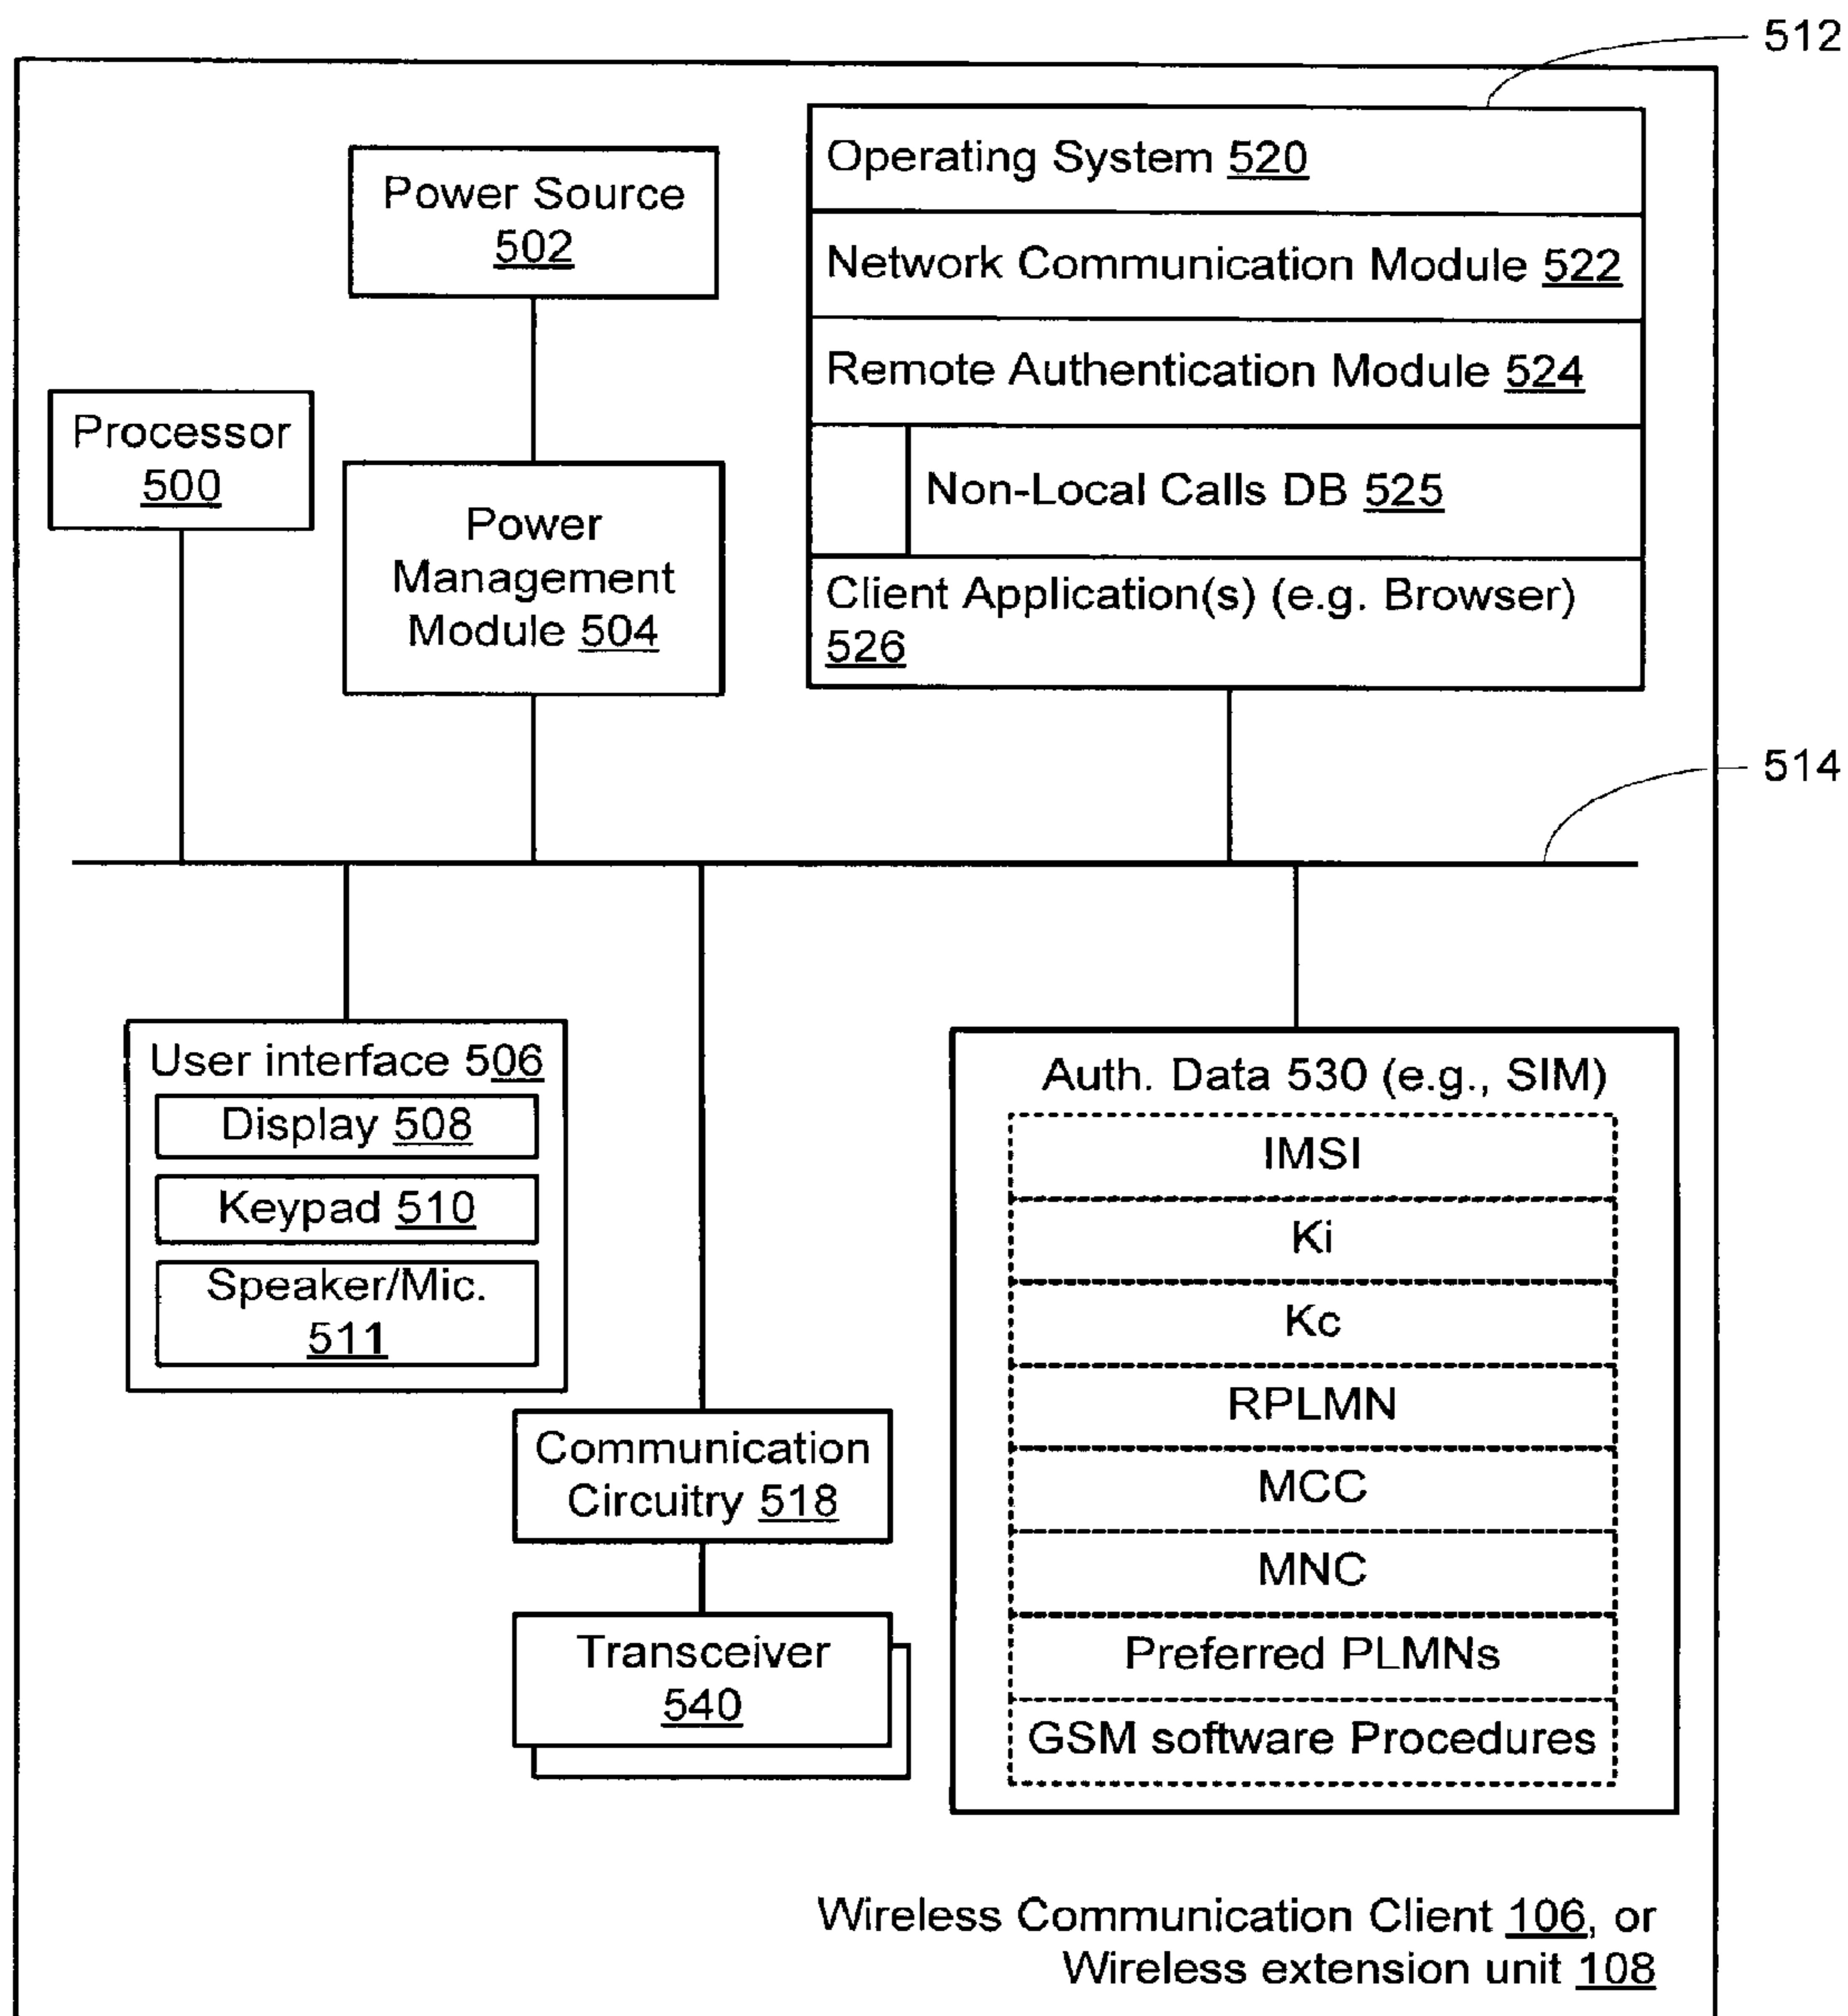 512
Operating System 520
Power Source
502
Network Communication Module 522
Remote Authentication Module 524
Processor
500
Non-Local Calls DB 525
Power
Management
Module 504
Client Application(s) (e.g. Browser)
526
514
User interface 506
Display 508
Keypad 510
Speaker/Mic.
511
Auth. Data 530 (e.g., SIM)
IMSI
Ki
Kc
RPLMN
MCC
MNC
Preferred PLMNs
GSM software Procedures
Communication
Circuitry 518
Transceiver
540
Wireless Communication Client 106, or
Wireless extension unit 108